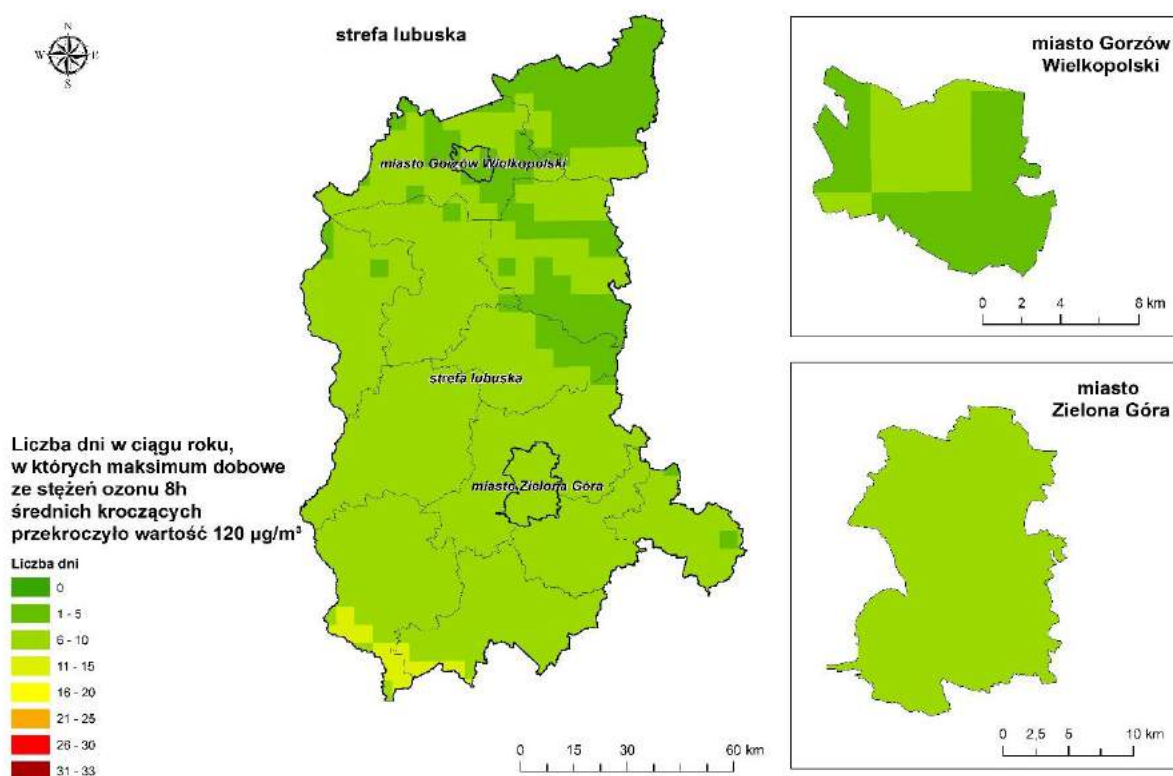 N
W E
S
strefa lubuska
miasto Gorzów Wielkopolski
strefa lubuska
miasto Zielona Góra
Liczba dni w ciągu roku,
w których maksimum dobowe
ze stężeń ozonu 8h
średnich kroczących
przekroczyło wartość 120 µg/m³
Liczba dni
0
1 - 5
6 - 10
11 - 15
16 - 20
21 - 25
26 - 30
31 - 33
0 15 30 60 km
miasto Gorzów
Wielkopolski
0 2 4 8 km
miasto
Zielona Góra
0 2,5 5 10 km